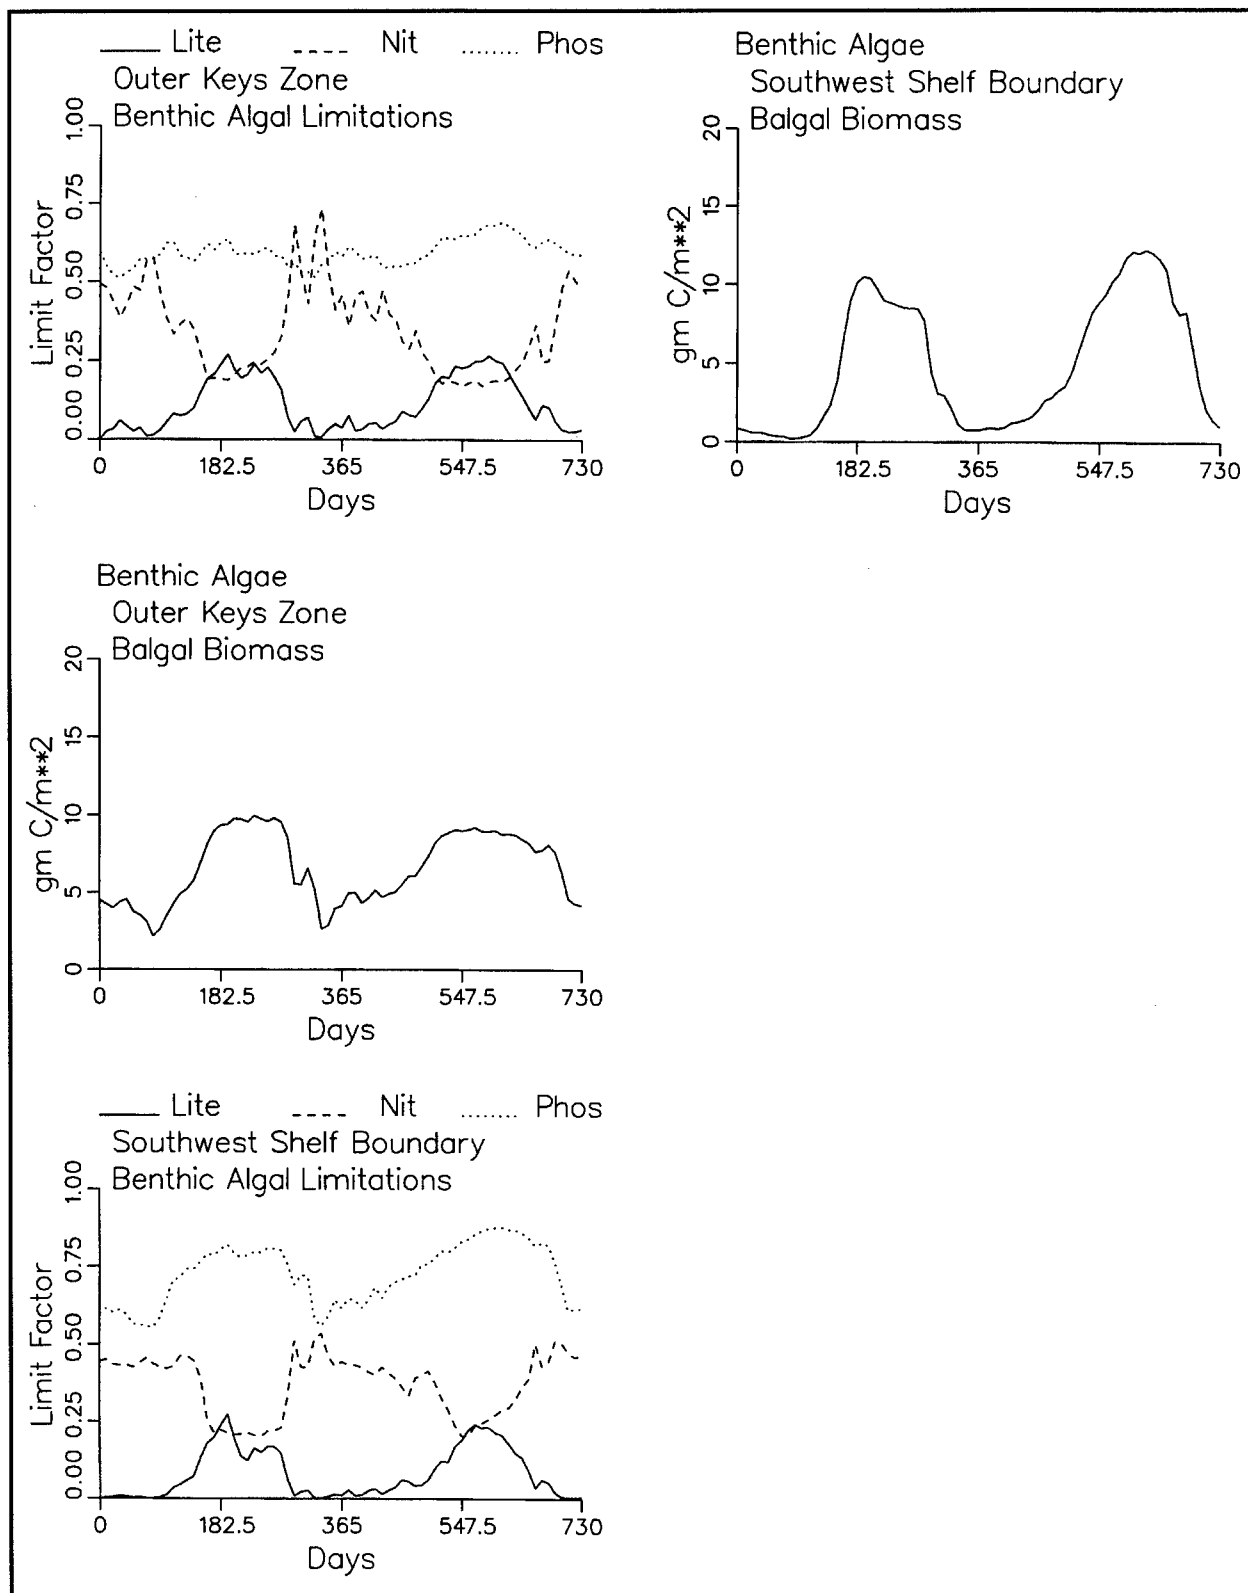 Lite Nit Phos
Outer Keys Zone
Benthic Algal Limitations
Limit Factor
1.00
0.75
0.50
0.25
0.00
0 182.5 365 547.5 730
Days
Benthic Algae
Southwest Shelf Boundary
Balgal Biomass
gm C/m**2
20
15
10
5
0
0 182.5 365 547.5 730
Days
Benthic Algae
Outer Keys Zone
Balgal Biomass
gm C/m**2
20
15
10
5
0
0 182.5 365 547.5 730
Days
Lite Nit Phos
Southwest Shelf Boundary
Benthic Algal Limitations
Limit Factor
1.00
0.75
0.50
0.25
0.00
0 182.5 365 547.5 730
Days